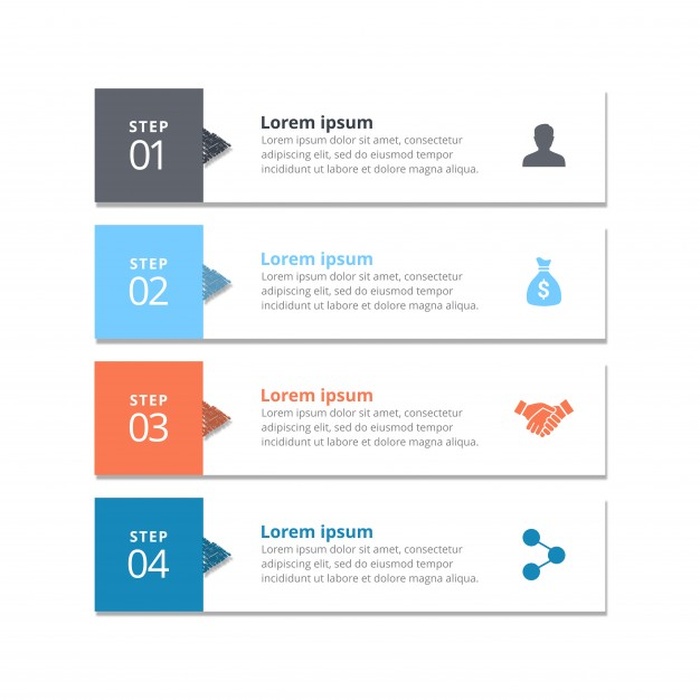 STEP
01
Lorem ipsum
Lorem ipsum dolor sit amet, consectetur
adipiscing elit, sed do eiusmod tempor
incididunt ut labore et dolore magna aliqua.
STEP
02
Lorem ipsum
Lorem ipsum dolor sit amet, consectetur
adipiscing elit, sed do eiusmod tempor
incididunt ut labore et dolore magna aliqua.
$
STEP
03
Lorem ipsum
Lorem ipsum dolor sit amet, consectetur
adipiscing elit, sed do eiusmod tempor
incididunt ut labore et dolore magna aliqua.
STEP
04
Lorem ipsum
Lorem ipsum dolor sit amet, consectetur
adipiscing elit, sed do eiusmod tempor
incididunt ut labore et dolore magna aliqua.